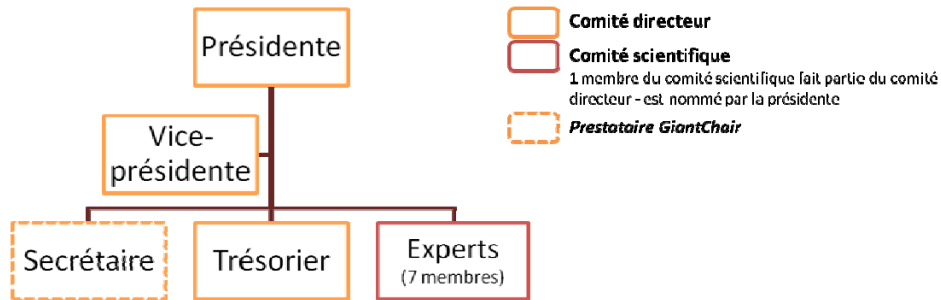 Présidente
Vice-
présidente
Secrétaire
Trésorier
Experts
(7 membres)
Comité directeur
Comité scientifique
1 membre du comité scientifique fait partie du comité
directeur - est nommé par la présidente
Prestataire GiantChair